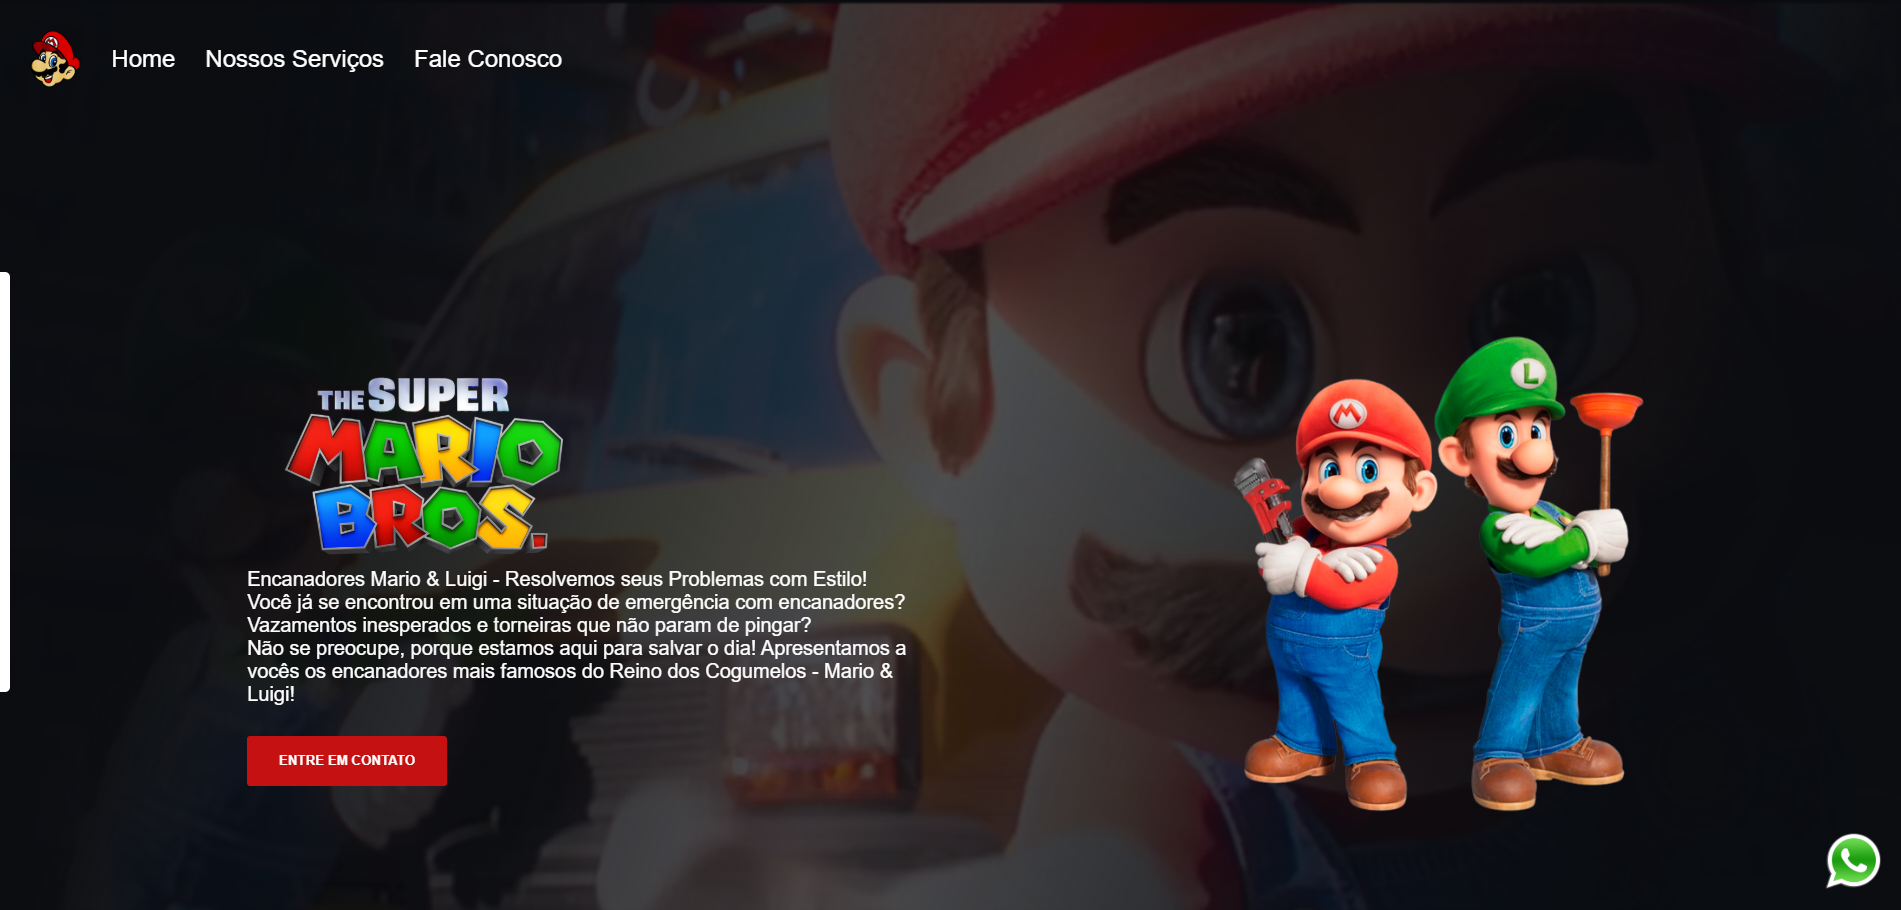 Home
Nossos Serviços
Fale Conosco
THE SUPER
MARIO
BROS.
Encanadores Mario & Luigi - Resolvemos seus Problemas com Estilo!
Você já se encontrou em uma situação de emergência com encanadores?
Vazamentos inesperados e torneiras que não param de pingar?
Não se preocupe, porque estamos aqui para salvar o dia! Apresentamos a
vocês os encanadores mais famosos do Reino dos Cogumelos - Mario &
Luigi!
ENTRE EM CONTATO
M
L